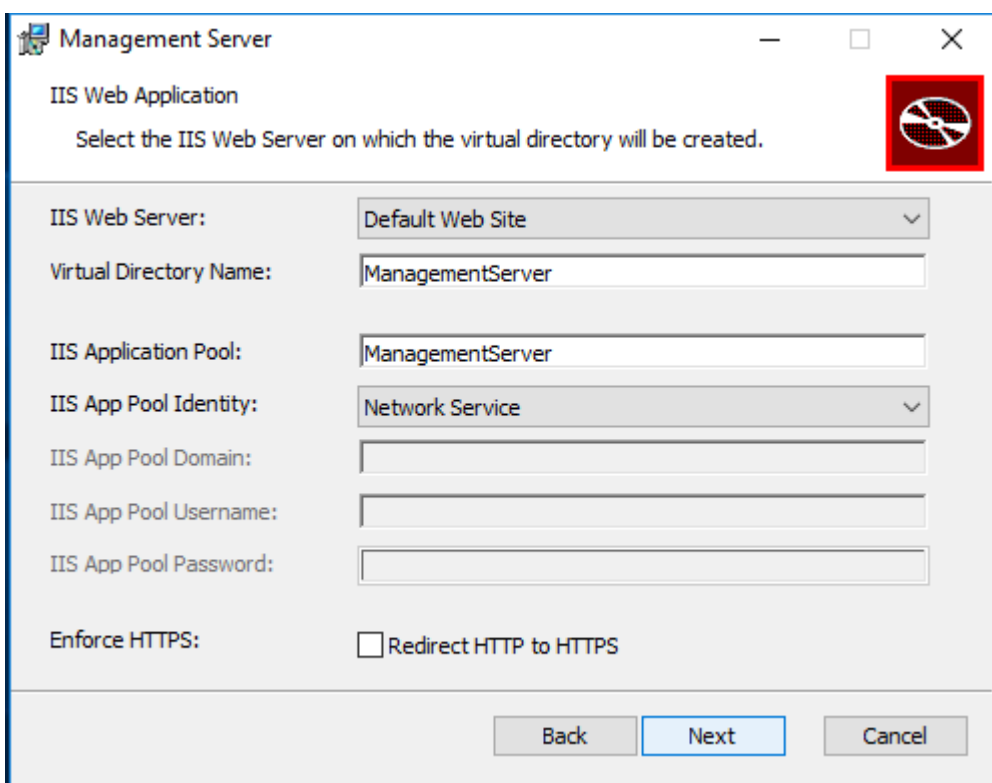 Management Server
IIS Web Application
Select the IIS Web Server on which the virtual directory will be created.
IIS Web Server: Default Web Site
Virtual Directory Name: ManagementServer
IIS Application Pool: ManagementServer
IIS App Pool Identity: Network Service
IIS App Pool Domain:
IIS App Pool Username:
IIS App Pool Password:
Enforce HTTPS: Redirect HTTP to HTTPS
Back Next Cancel